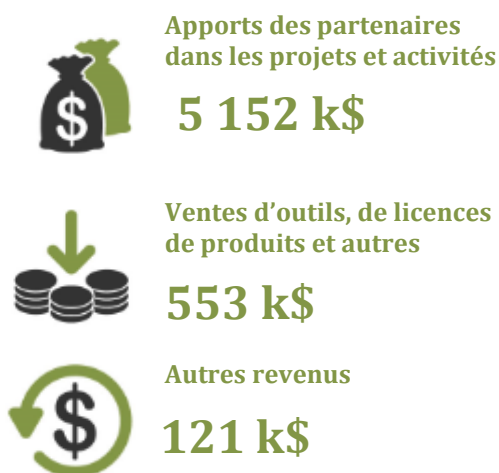 Apports des partenaires
dans les projets et activités
$
5 152 k$
Ventes d’outils, de licences
de produits et autres
553 k$
Autres revenus
$
121 k$